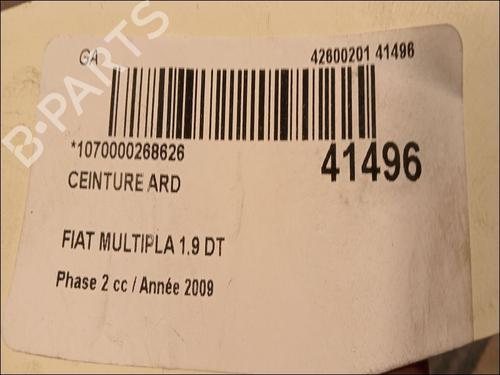 GA
42600201 41496
*1070000268626
41496
CEINTURE ARD
FIAT MULTIPLA 1.9 DT
Phase 2 cc / Année 2009
B-PARTS